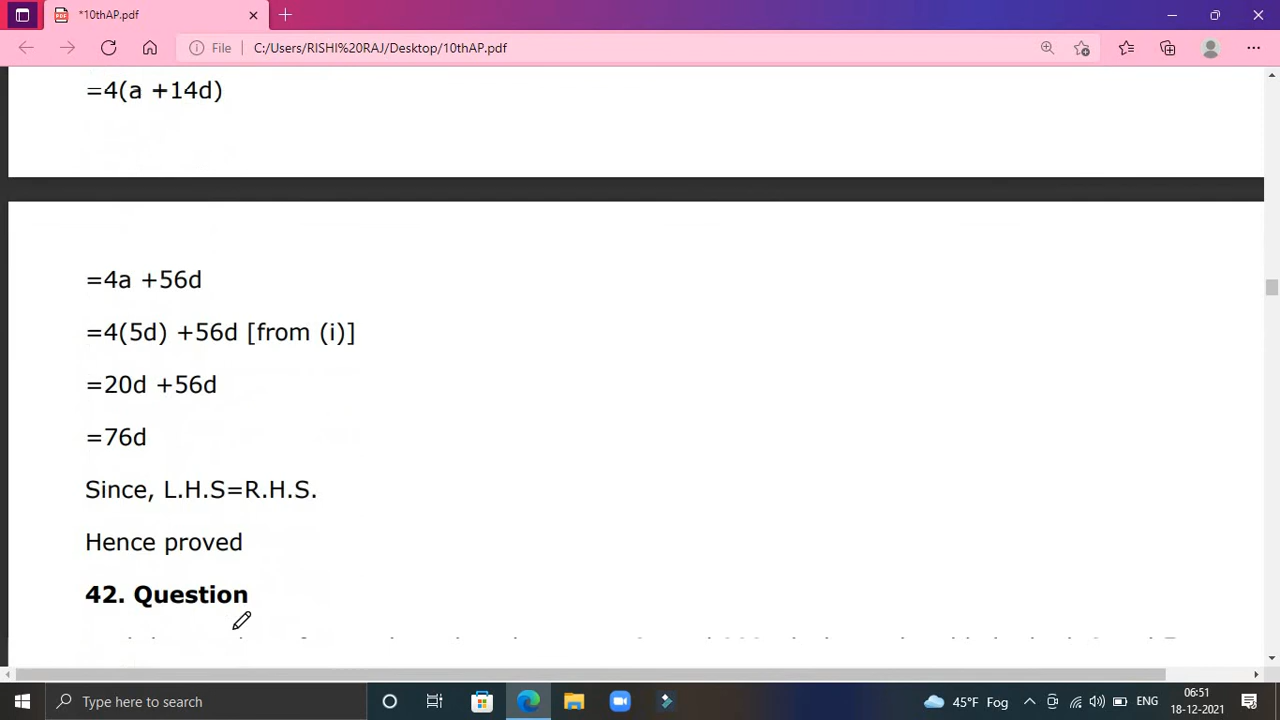 *10thAP.pdf
File C:/Users/RISHI%20RAJ/Desktop/10thAP.pdf
=4(a +14d)
=4a +56d
=4(5d) +56d [from (i)]
=20d +56d
=76d
Since, L.H.S=R.H.S.
Hence proved
42. Question
Type here to search
45°F Fog
ENG
06:51
18-12-2021